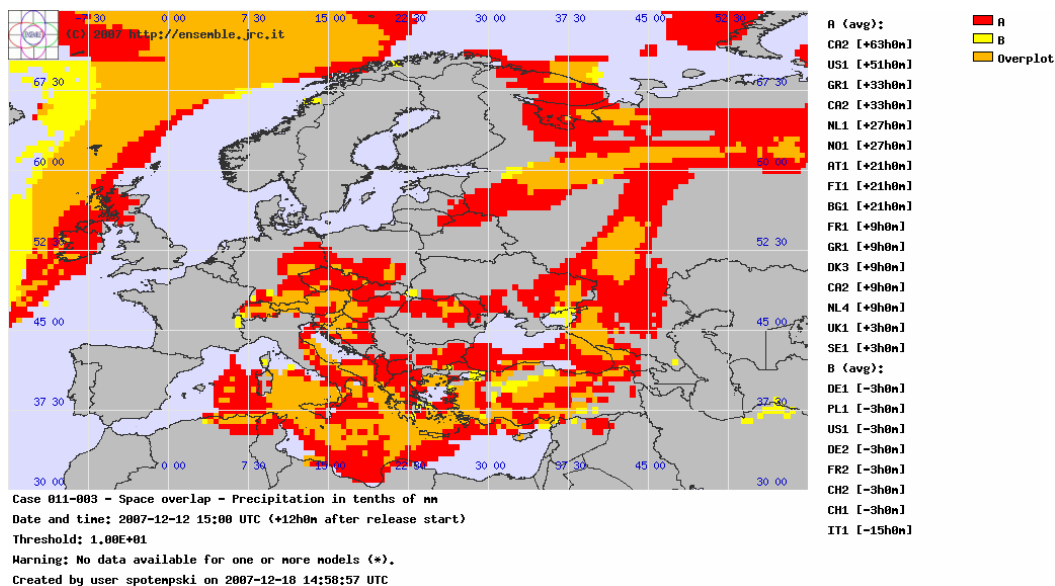 (C) 2007 http://ensemble.jrc.it
-7 30 0 00 7 30 15 00 22 30 30 00 37 30 45 00 52 30
67 30 67 30
60 00 60 00
52 30 52 30
45 00 45 00
37 30 37 30
0 00 7 30 15 00 22 30 30 00 37 30 45 00
30 00 30 00
Case 011-003 - Space overlap - Precipitation in tenths of mm
Date and time: 2007-12-12 15:00 UTC (+12h0m after release start)
Threshold: 1.00E+01
Warning: No data available for one or more models (*).
Created by user spotempski on 2007-12-18 14:58:57 UTC
A (avg):
CA2 [+63h0m]
US1 [+51h0m]
GR1 [+33h0m]
CA2 [+33h0m]
NL1 [+27h0m]
NO1 [+27h0m]
AT1 [+21h0m]
FI1 [+21h0m]
BG1 [+21h0m]
FR1 [+9h0m]
GR1 [+9h0m]
DK3 [+9h0m]
CA2 [+9h0m]
NL4 [+9h0m]
UK1 [+3h0m]
SE1 [+3h0m]
B (avg):
DE1 [-3h0m]
PL1 [-3h0m]
US1 [-3h0m]
DE2 [-3h0m]
FR2 [-3h0m]
CH2 [-3h0m]
CH1 [-3h0m]
IT1 [-15h0m]
A
B
Overplot